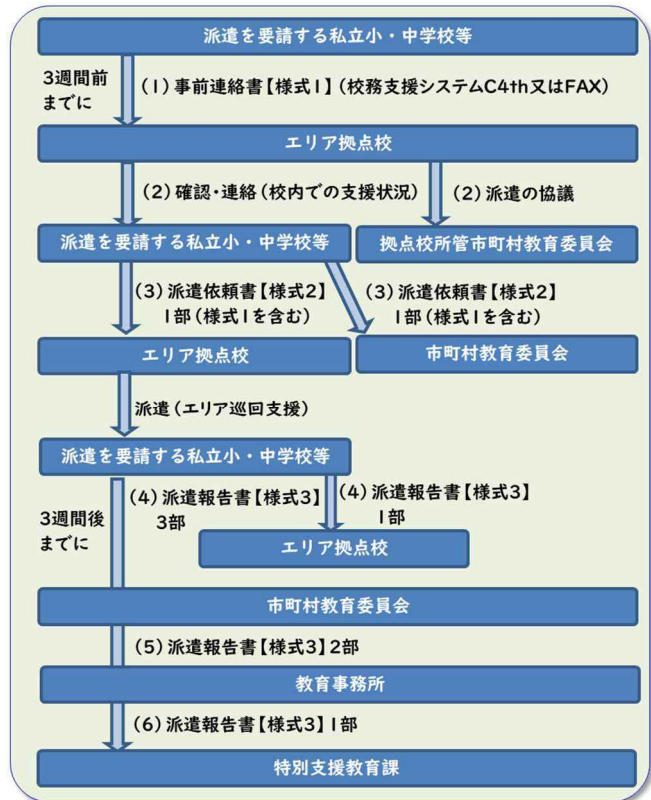 派遣を要請する私立小・中学校等
3週間前
までに
(1)事前連絡書【様式1】(校務支援システムC4th又はFAX)
エリア拠点校
(2)確認・連絡(校内での支援状況)
(2)派遣の協議
派遣を要請する私立小・中学校等
拠点校所管市町村教育委員会
(3)派遣依頼書【様式2】
1部(様式1を含む)
(3)派遣依頼書【様式2】
1部(様式1を含む)
エリア拠点校
市町村教育委員会
派遣(エリア巡回支援)
派遣を要請する私立小・中学校等
3週間後
までに
(4)派遣報告書【様式3】
3部
(4)派遣報告書【様式3】
1部
エリア拠点校
市町村教育委員会
(5)派遣報告書【様式3】2部
教育事務所
(6)派遣報告書【様式3】1部
特別支援教育課